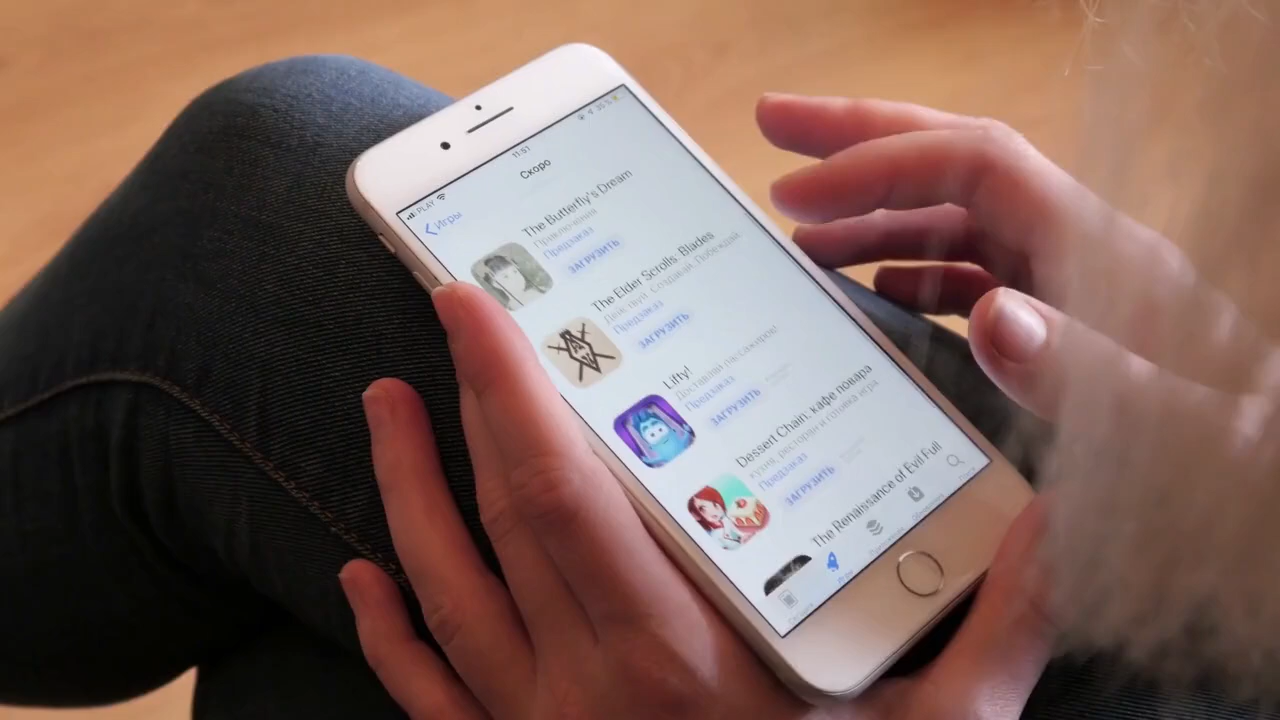 PLAY
11:51
35 %
Игры
Скоро
The Butterfly's Dream
Приключения
Предзаказ
ЗАГРУЗИТЬ
The Elder Scrolls: Blades
Действуй. Создавай. Побеждай.
Предзаказ
ЗАГРУЗИТЬ
Lifty!
Доставляй пассажиров!
Предзаказ
ЗАГРУЗИТЬ
Dessert Chain: кафе повара
кухня, ресторан и готовка игра
Предзаказ
ЗАГРУЗИТЬ
The Renaissance of Evil Full
Игры